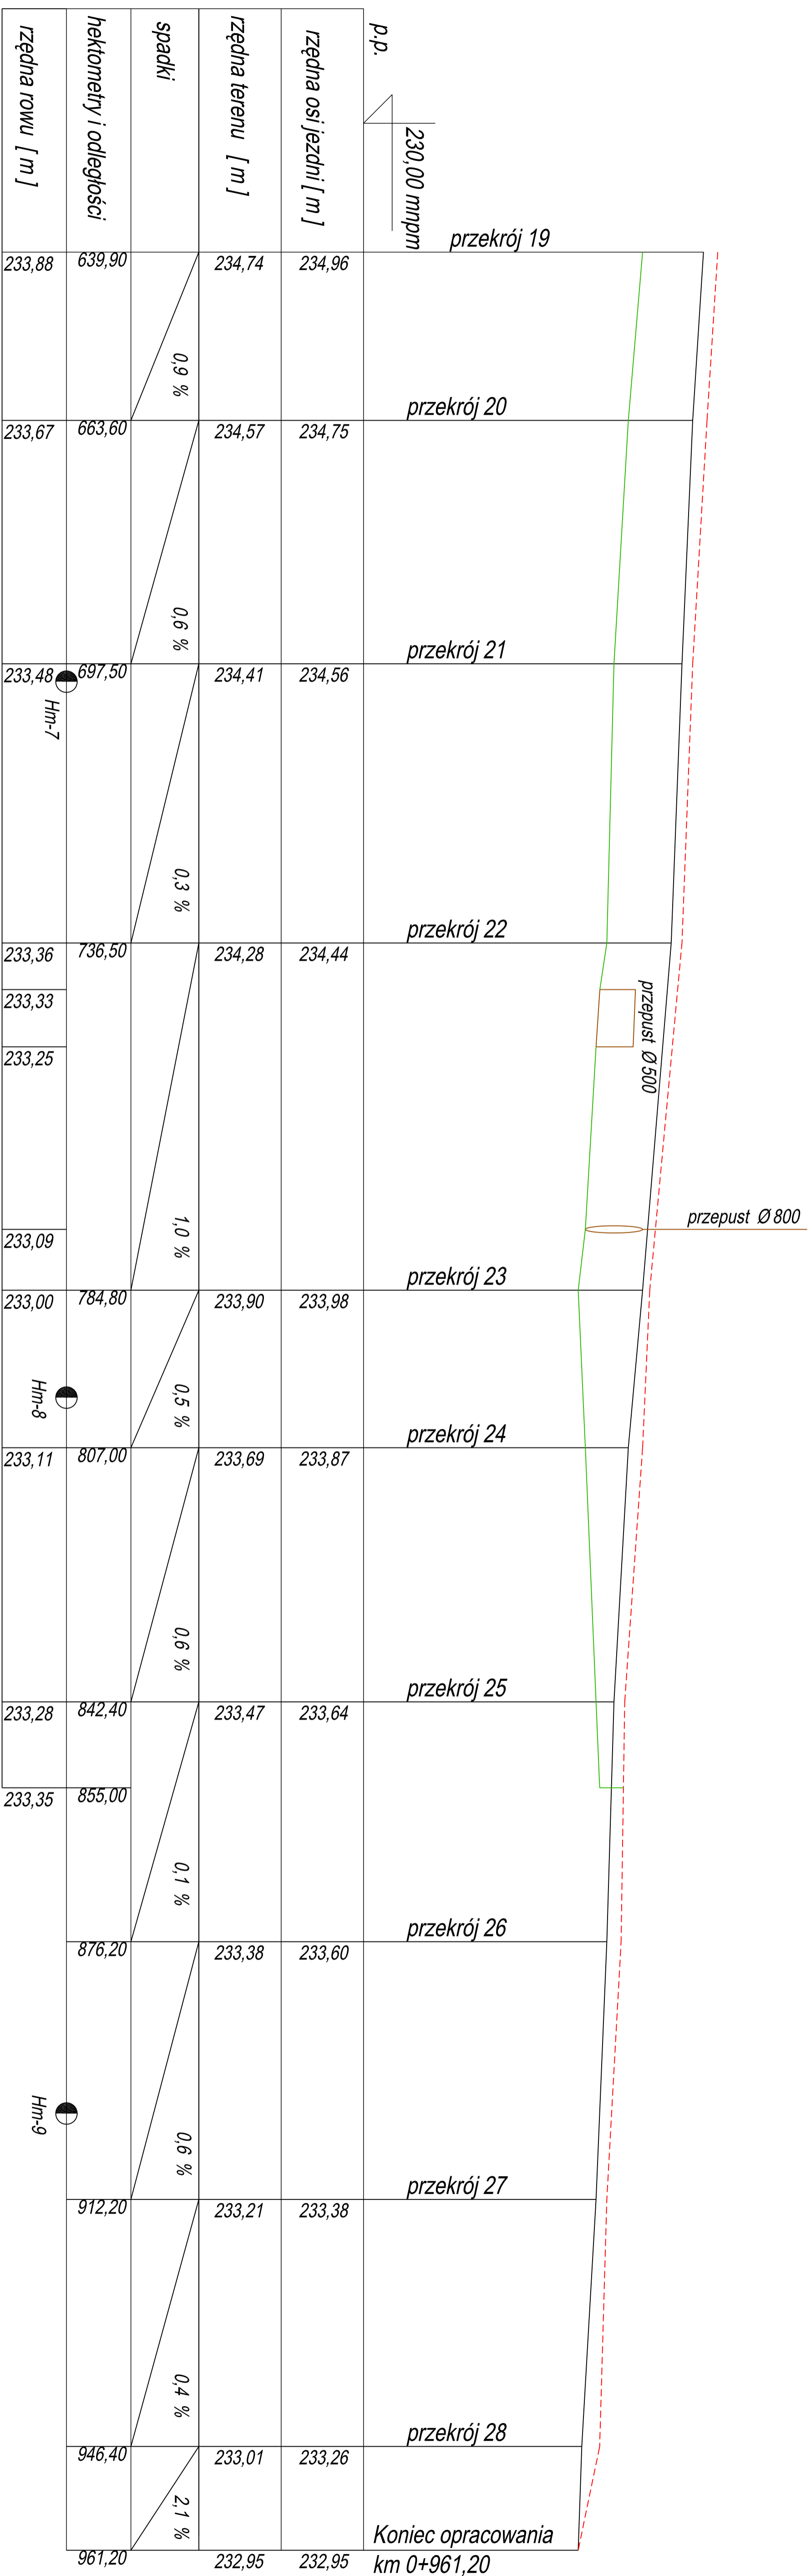 p.p.
230,00 mnpm
rzędna osi jezdni [ m ]
rzędna terenu [ m ]
spadki
hektometry i odległości
rzędna rowu [ m ]
przekrój 19
233,88 639,90 234,74 234,96
0,9 %
przekrój 20
233,67 663,60 234,57 234,75
0,6 %
przekrój 21
233,48 697,50 234,41 234,56
Hm-7
0,3 %
przekrój 22
233,36 736,50 234,28 234,44
233,33
przepust Ø 500
233,25
przepust Ø 800
1,0 %
233,09
przekrój 23
233,00 784,80 233,90 233,98
Hm-8
0,5 %
przekrój 24
233,11 807,00 233,69 233,87
0,6 %
przekrój 25
233,28 842,40 233,47 233,64
233,35 855,00
0,1 %
przekrój 26
876,20 233,38 233,60
Hm-9
0,6 %
przekrój 27
912,20 233,21 233,38
0,4 %
przekrój 28
946,40 233,01 233,26
2,1 %
Koniec opracowania
961,20 232,95 232,95 km 0+961,20